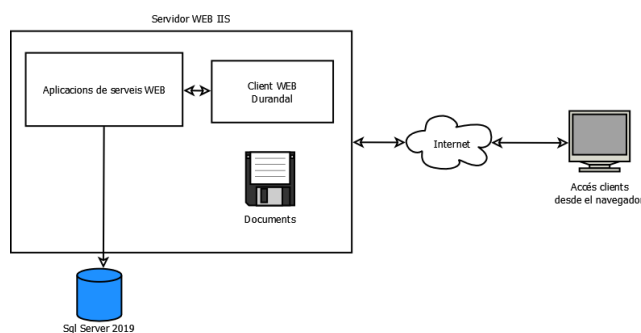 Servidor WEB IIS
Aplicacions de serveis WEB
Client WEB
Durandal
Documents
Internet
Accés clients
desde el navegador
Sql Server 2019